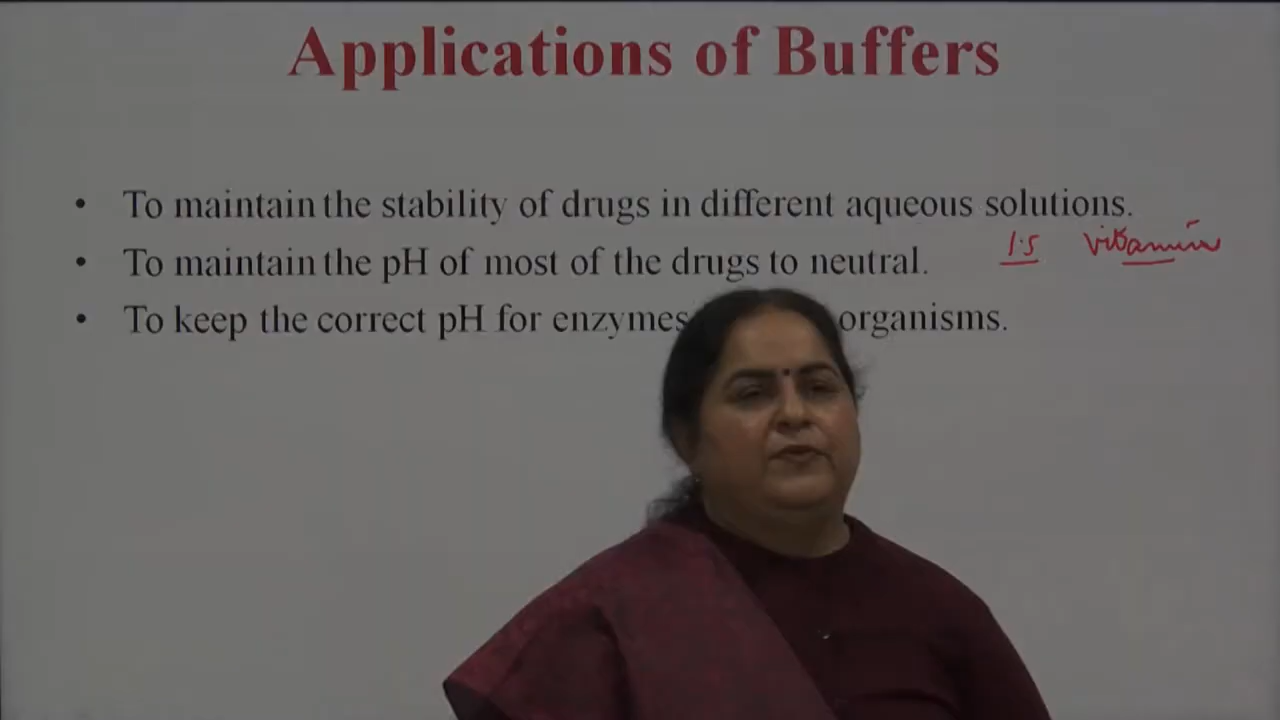 Applications of Buffers
• To maintain the stability of drugs in different aqueous solutions.
1.5 vitamin
• To maintain the pH of most of the drugs to neutral.
• To keep the correct pH for enzymes organisms.